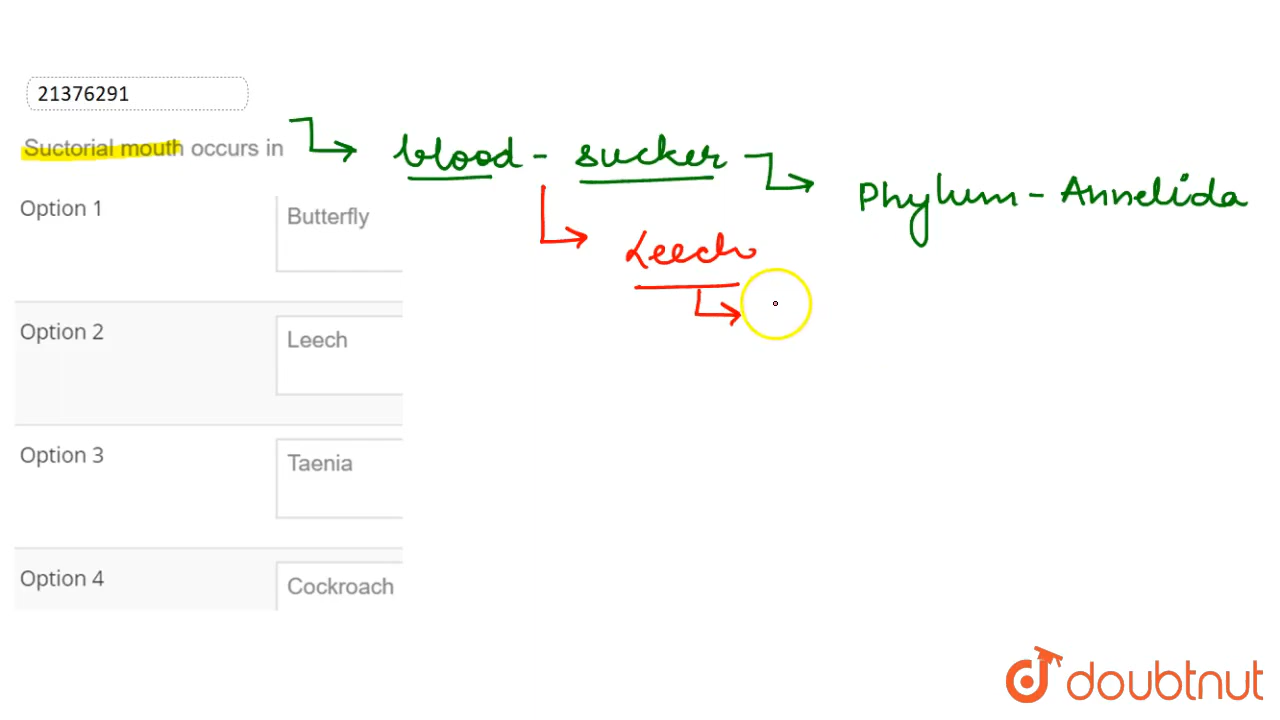 21376291
Suctorial mouth occurs in
blood - sucker
Phylum - Annelida
Leech
Option 1 Butterfly
Option 2 Leech
Option 3 Taenia
Option 4 Cockroach
doubtnut